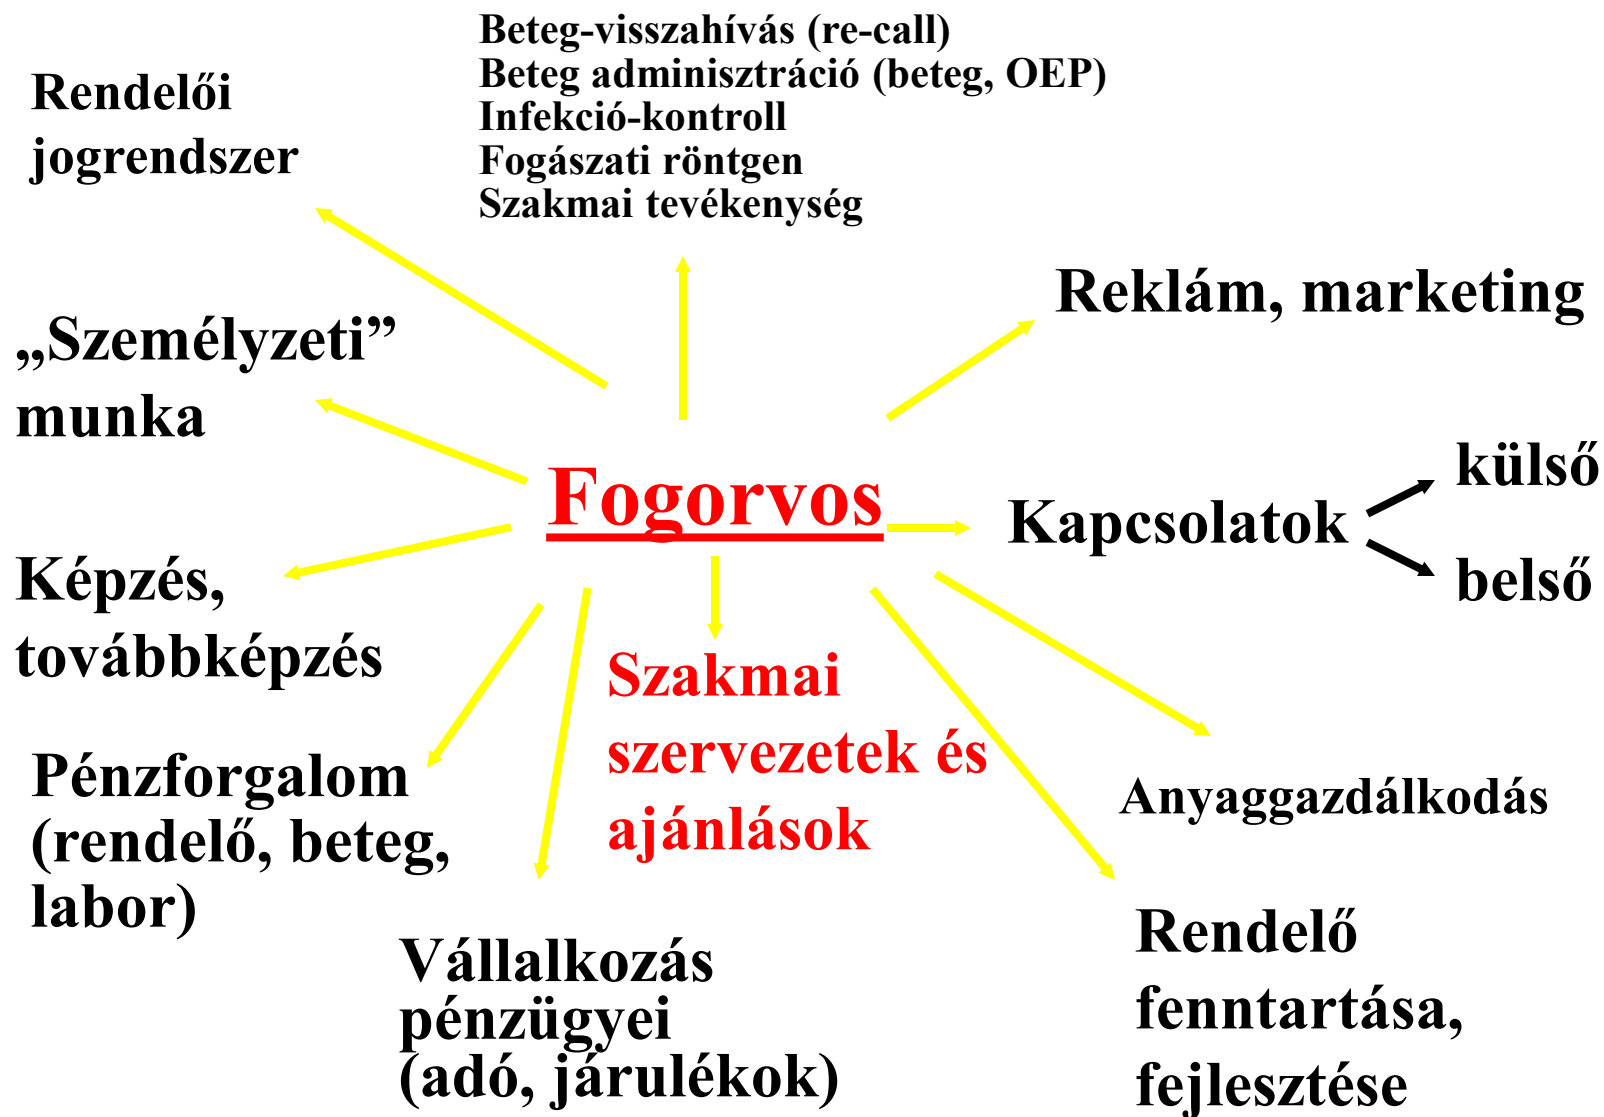 Beteg-visszahívás (re-call)
Beteg adminisztráció (beteg, OEP)
Infekció-kontroll
Fogászati röntgen
Szakmai tevékenység
Rendelői
jogrendszer
Reklám, marketing
„Személyzeti”
munka
Fogorvos
Kapcsolatok
külső
belső
Képzés,
továbbképzés
Szakmai
szervezetek és
ajánlások
Pénzforgalom
(rendelő, beteg,
labor)
Anyaggazdálkodás
Vállalkozás
pénzügyei
(adó, járulékok)
Rendelő
fenntartása,
fejlesztése